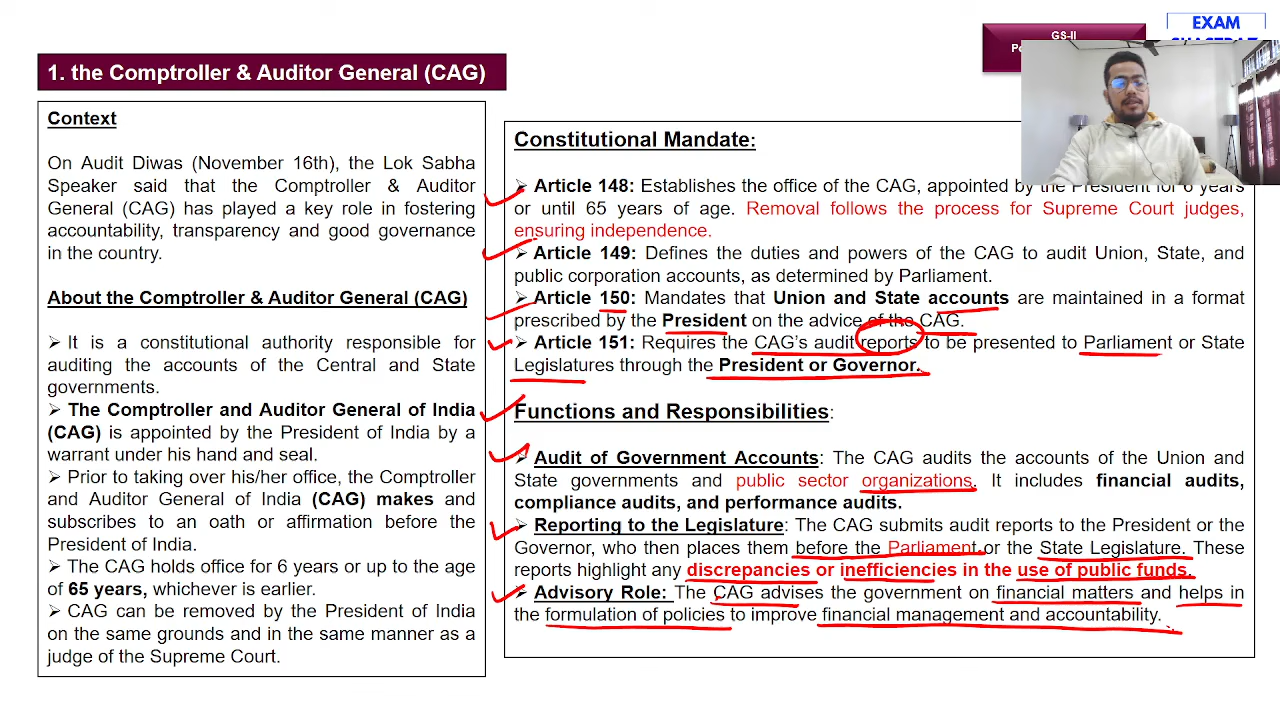 GS-II
EXAM
1. the Comptroller & Auditor General (CAG)
Context
On Audit Diwas (November 16th), the Lok Sabha
Speaker said that the Comptroller & Auditor
General (CAG) has played a key role in fostering
accountability, transparency and good governance
in the country.
About the Comptroller & Auditor General (CAG)
➢ It is a constitutional authority responsible for
auditing the accounts of the Central and State
governments.
➢ The Comptroller and Auditor General of India
(CAG) is appointed by the President of India by a
warrant under his hand and seal.
➢ Prior to taking over his/her office, the Comptroller
and Auditor General of India (CAG) makes and
subscribes to an oath or affirmation before the
President of India.
➢ The CAG holds office for 6 years or up to the age
of 65 years, whichever is earlier.
➢ CAG can be removed by the President of India
on the same grounds and in the same manner as a
judge of the Supreme Court.
Constitutional Mandate:
➢ Article 148: Establishes the office of the CAG, appointed by the President for 6 years
or until 65 years of age. Removal follows the process for Supreme Court judges,
ensuring independence.
➢ Article 149: Defines the duties and powers of the CAG to audit Union, State, and
public corporation accounts, as determined by Parliament.
➢ Article 150: Mandates that Union and State accounts are maintained in a format
prescribed by the President on the advice of the CAG.
➢ Article 151: Requires the CAG's audit reports to be presented to Parliament or State
Legislatures through the President or Governor.
Functions and Responsibilities:
➢ Audit of Government Accounts: The CAG audits the accounts of the Union and
State governments and public sector organizations. It includes financial audits,
compliance audits, and performance audits.
➢ Reporting to the Legislature: The CAG submits audit reports to the President or the
Governor, who then places them before the Parliament or the State Legislature. These
reports highlight any discrepancies or inefficiencies in the use of public funds.
➢ Advisory Role: The CAG advises the government on financial matters and helps in
the formulation of policies to improve financial management and accountability.